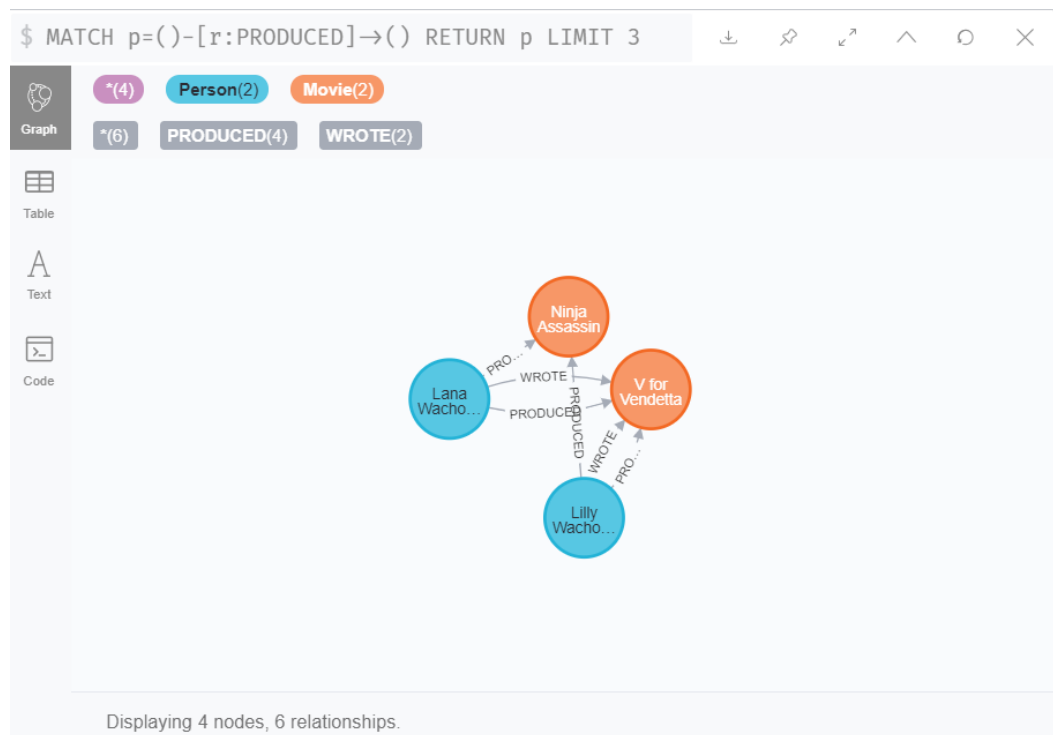 $ MATCH p=()-[r:PRODUCED]→() RETURN p LIMIT 3
*(4) Person(2) Movie(2)
*(6) PRODUCED(4) WROTE(2)
Graph
Table
Text
Code
Ninja
Assassin
PRO...
WROTE
V for
Vendetta
Lana
Wacho...
PRODUCED
PRODUCED
WROTE
PRO...
Lilly
Wacho...
Displaying 4 nodes, 6 relationships.